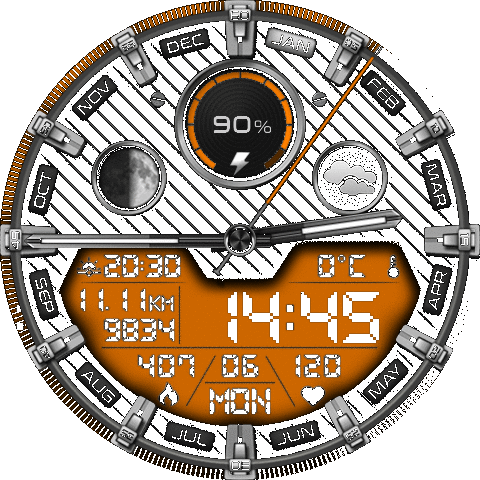 DEC
JAN
NOV
FEB
90%
OCT
MAR
20:30
0°C
SEP
APR
11.11KM
14:45
9834
407
06
120
AUG
MON
MAY
JUL
JUN